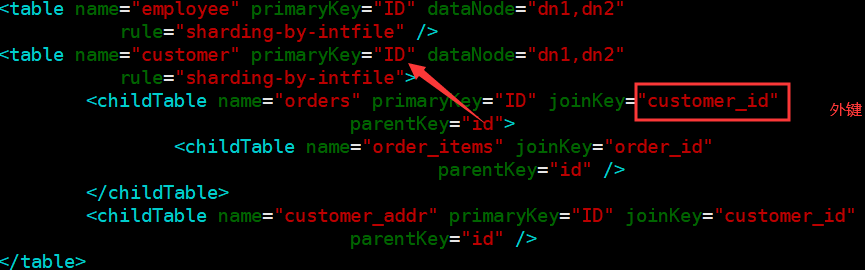 <table name="employee" primaryKey="ID" dataNode="dn1,dn2"
rule="sharding-by-intfile" />
<table name="customer" primaryKey="ID" dataNode="dn1,dn2"
rule="sharding-by-intfile">
<childTable name="orders" primaryKey="ID" joinKey="customer_id" 外键
parentKey="id">
<childTable name="order_items" joinKey="order_id"
parentKey="id" />
</childTable>
<childTable name="customer_addr" primaryKey="ID" joinKey="customer_id"
parentKey="id" />
</table>